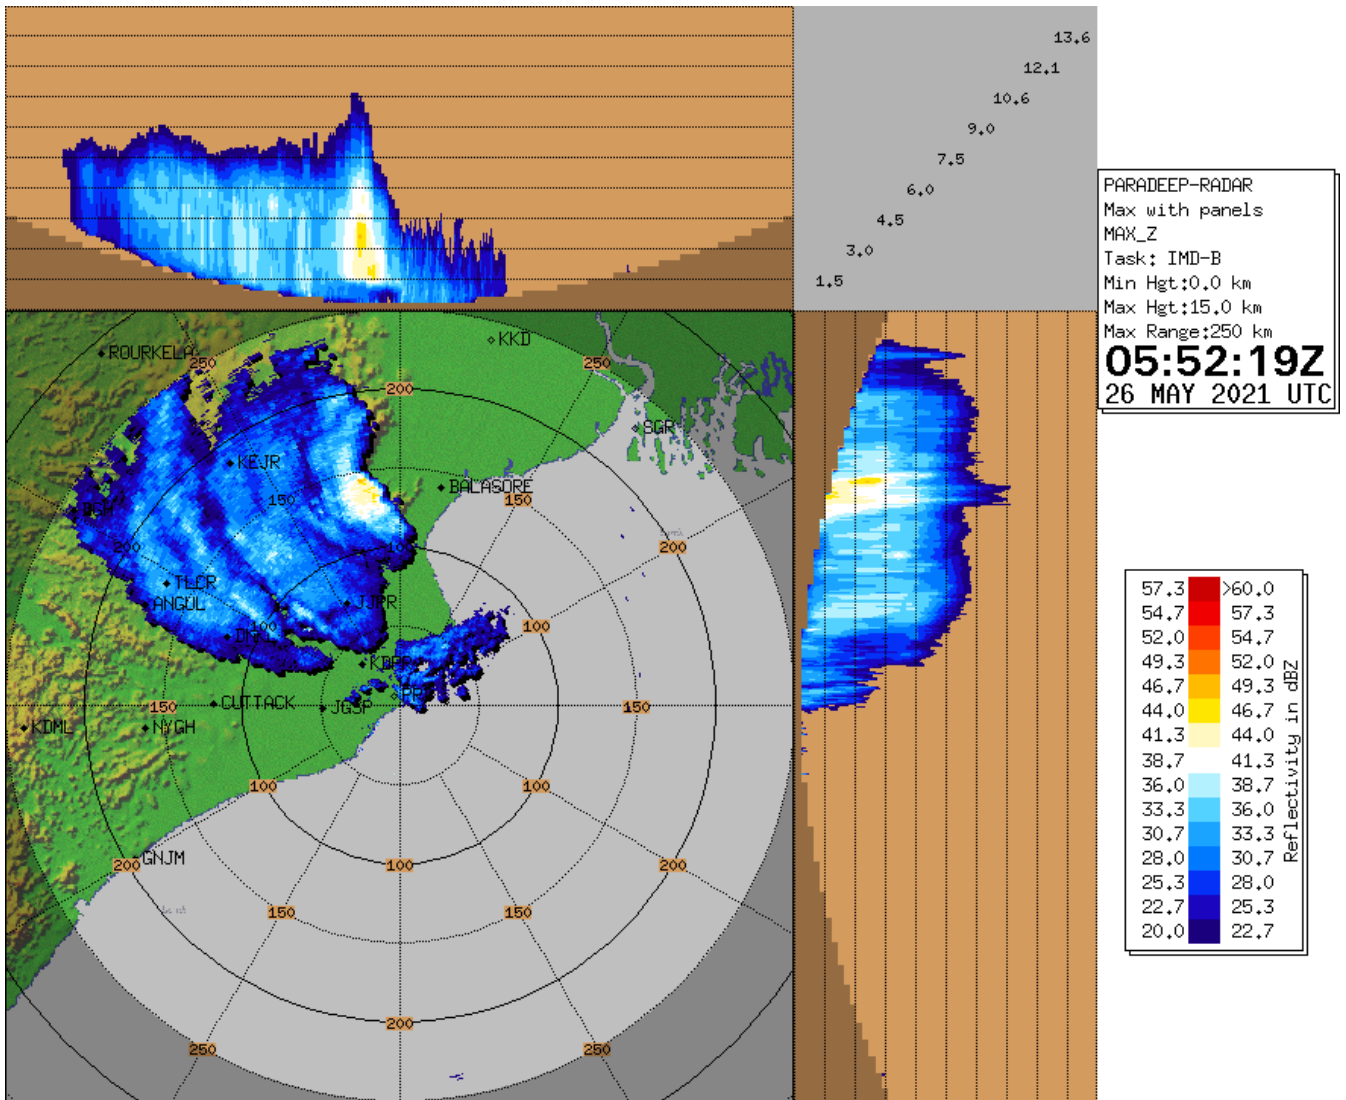 13.6
12.1
10.6
9.0
7.5
6.0
4.5
3.0
1.5
PARADEEP-RADAR
Max with panels
MAX_Z
Task: IMD-B
Min Hgt:0.0 km
Max Hgt:15.0 km
Max Range:250 km
05:52:19Z
26 MAY 2021 UTC
KKD
ROURKELA
250
250
200
SGR
KEJR
BALASORE
150
150
200
200
100
TLCR
ANGUL
JJPR
100
100
KDPR
CUTTACK
JGSP
150
150
KDML
NYGH
100
100
GNJM
200
100
200
150
150
200
250
250
57.3 >60.0
54.7 57.3
52.0 54.7
49.3 52.0
46.7 49.3
44.0 46.7
41.3 44.0
38.7 41.3
36.0 38.7
33.3 36.0
30.7 33.3
28.0 30.7
25.3 28.0
22.7 25.3
20.0 22.7
Reflectivity in dBZ